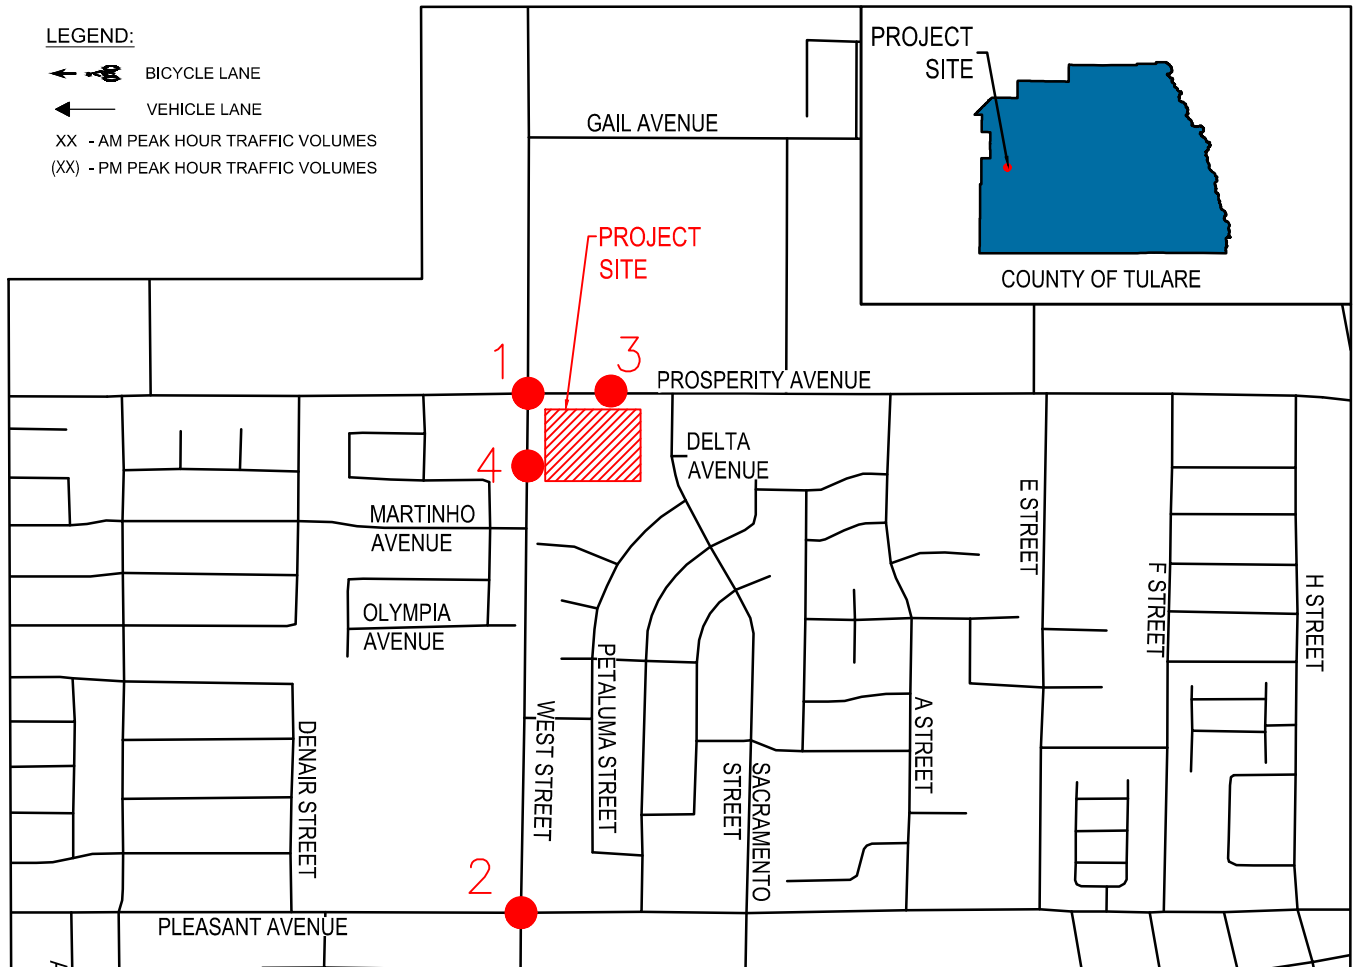 LEGEND:
BICYCLE LANE
VEHICLE LANE
XX - AM PEAK HOUR TRAFFIC VOLUMES
(XX) - PM PEAK HOUR TRAFFIC VOLUMES
PROJECT
SITE
COUNTY OF TULARE
GAIL AVENUE
PROJECT
SITE
1
3
PROSPERITY AVENUE
4
DELTA
AVENUE
MARTINHO
AVENUE
OLYMPIA
AVENUE
E STREET
F STREET
H STREET
PETALUMA STREET
WEST STREET
DENAIR STREET
SACRAMENTO
STREET
A STREET
2
PLEASANT AVENUE